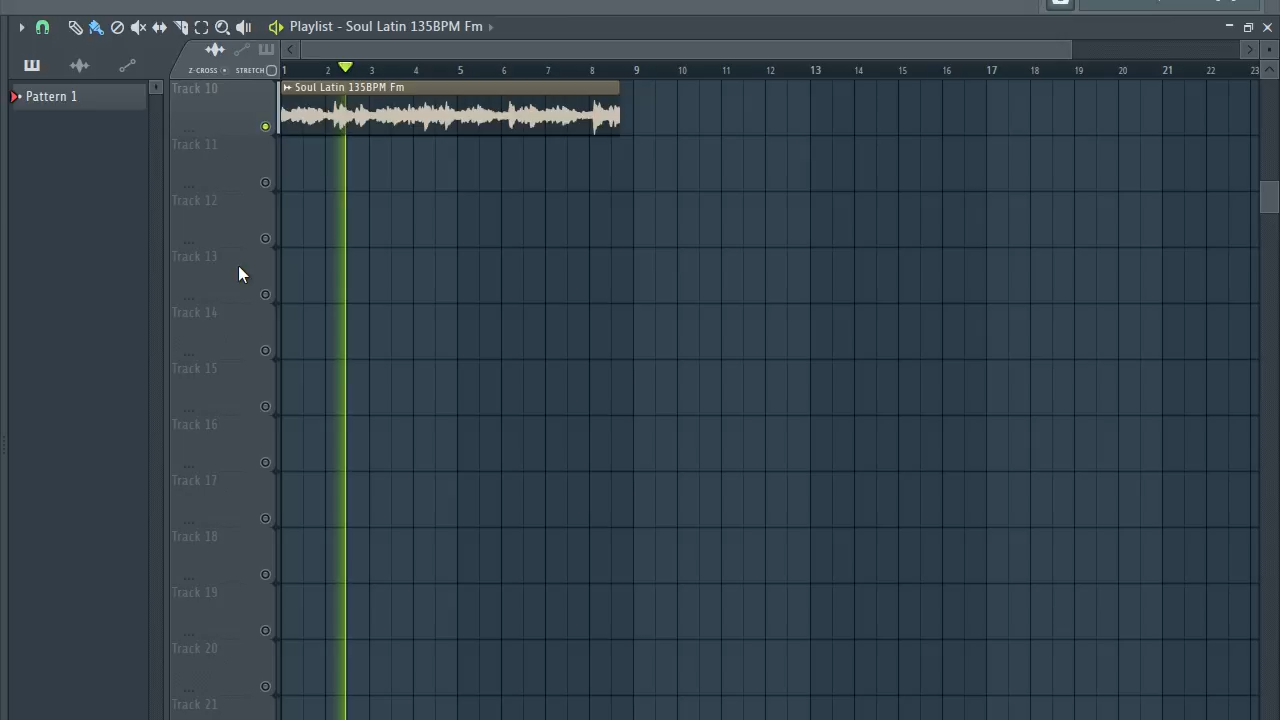 Playlist - Soul Latin 135BPM Fm
Z-CROSS STRETCH
1 2 3 4 5 6 7 8 9 10 11 12 13 14 15 16 17 18 19 20 21 22 23
Pattern 1
Track 10
Soul Latin 135BPM Fm
Track 11
Track 12
Track 13
Track 14
Track 15
Track 16
Track 17
Track 18
Track 19
Track 20
Track 21